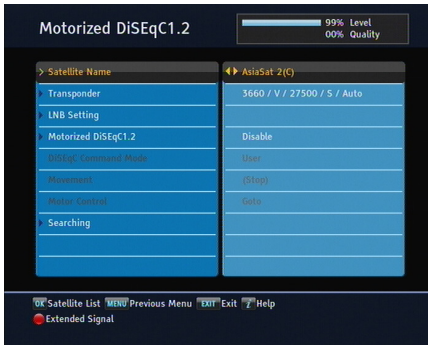 Motorized DiSEqC1.2
99% Level
00% Quality
Satellite Name AsiaSat 2(C)
Transponder 3660 / V / 27500 / S / Auto
LNB Setting
Motorized DiSEqC1.2 Disable
DiSEqC Command Mode User
Movement (Stop)
Motor Control Goto
Searching
OK Satellite List MENU Previous Menu EXIT Exit i Help
Extended Signal